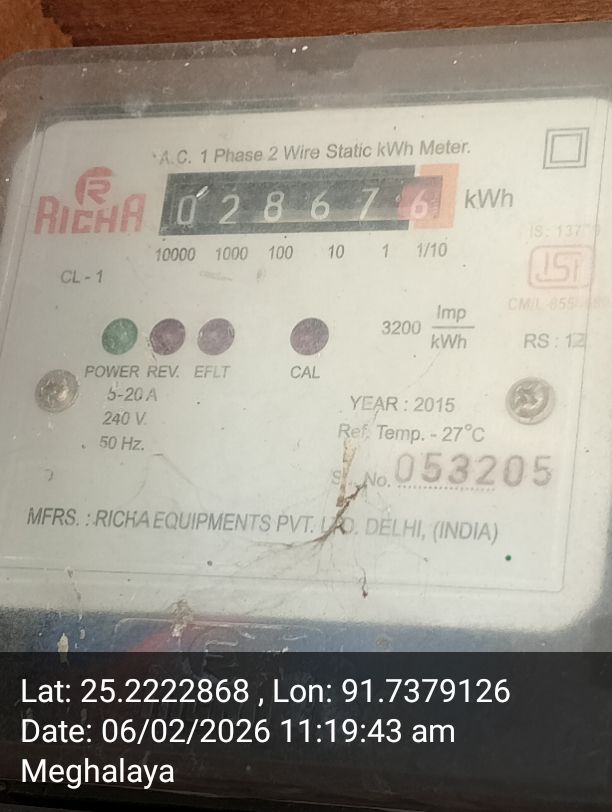 A.C. 1 Phase 2 Wire Static kWh Meter.
RICHA
0 2 8 6 7 6 kWh
10000 1000 100 10 1 1/10
CL - 1
ISI
3200 Imp/kWh
RS : 12
POWER REV. EFLT CAL
5-20 A
240 V.
50 Hz.
YEAR : 2015
Ref. Temp. - 27°C
No. 053205
MFRS. : RICHA EQUIPMENTS PVT. LTD. DELHI, (INDIA)
Lat: 25.2222868 , Lon: 91.7379126
Date: 06/02/2026 11:19:43 am
Meghalaya